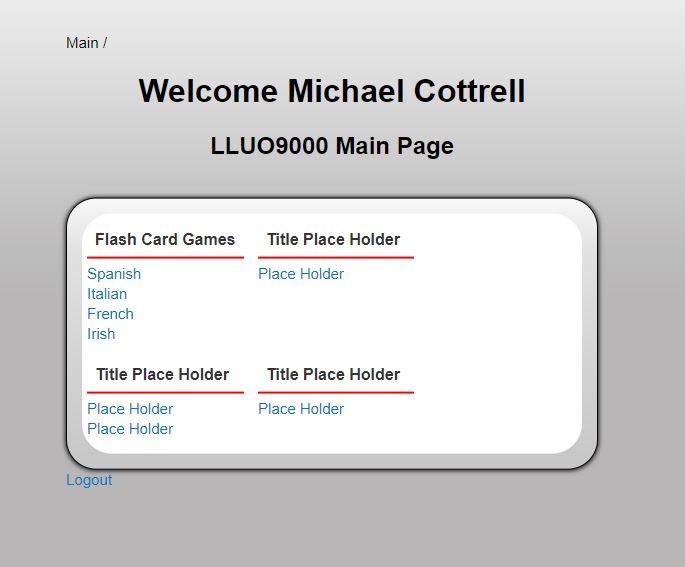 Main /
Welcome Michael Cottrell
LLUO9000 Main Page
Flash Card Games
Spanish
Italian
French
Irish
Title Place Holder
Place Holder
Title Place Holder
Place Holder
Place Holder
Title Place Holder
Place Holder
Logout